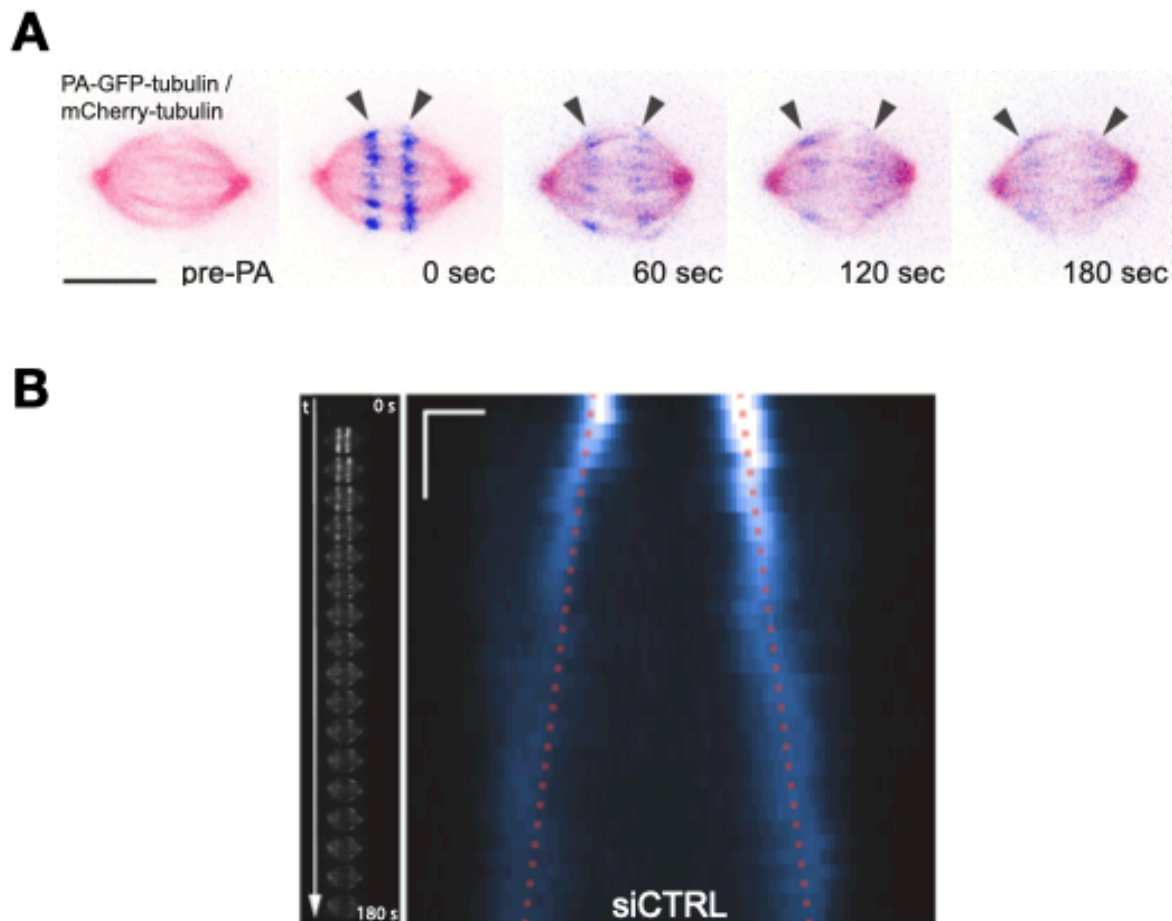 A
PA-GFP-tubulin /
mCherry-tubulin
pre-PA
0 sec
60 sec
120 sec
180 sec
B
t
0 s
180 s
siCTRL